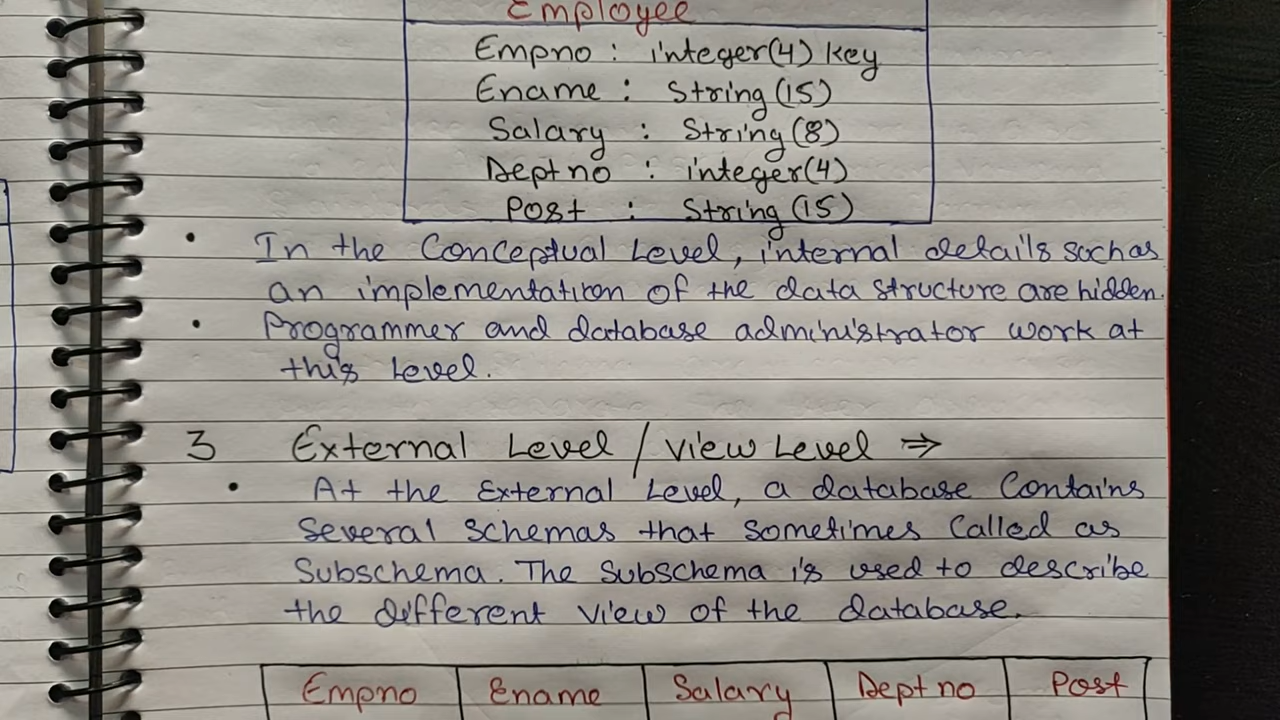 Employee
Empno : integer(4) key
Ename : String (15)
Salary : String (8)
Deptno : integer(4)
Post : String (15)
• In the Conceptual Level, internal details such as
an implementation of the data structure are hidden.
• Programmer and database administrator work at
this Level.
3 External Level / View Level ⇒
• At the External Level, a database Contains
Several Schemas that Sometimes Called as
Subschema. The Subschema is used to describe
the different view of the database.
Empno Ename Salary Deptno Post